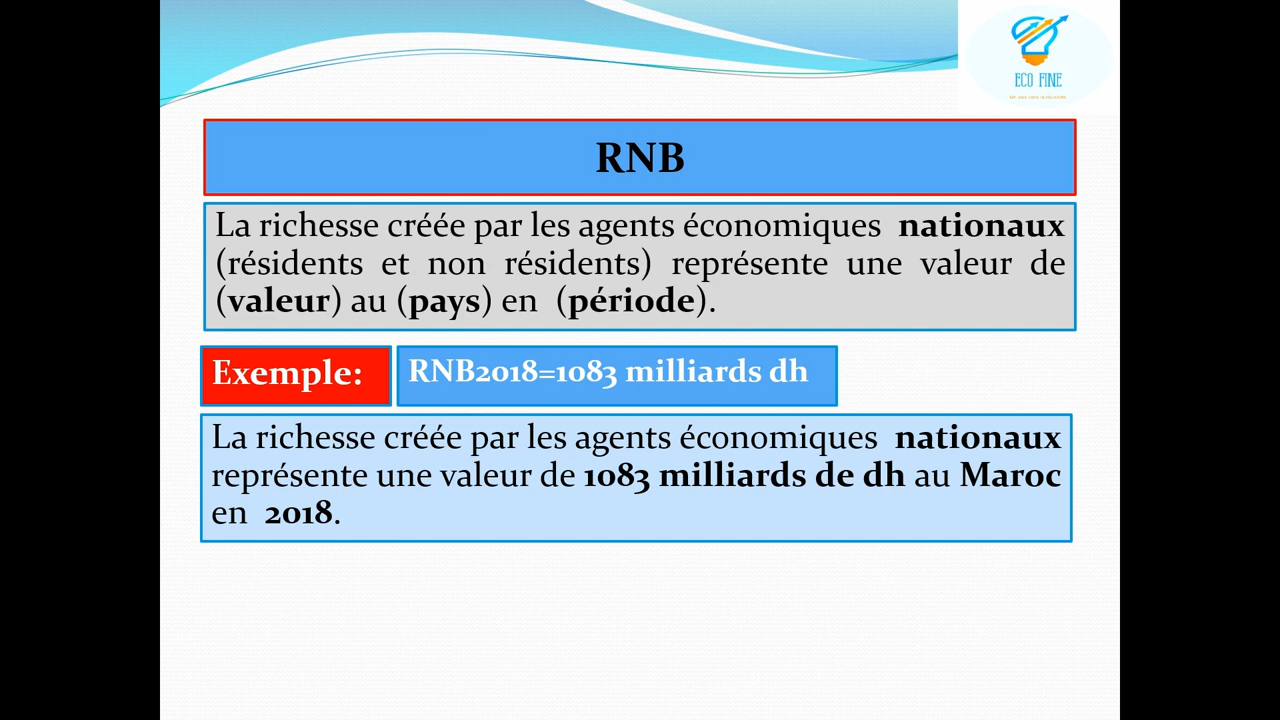 ECO FINE
RNB
La richesse créée par les agents économiques nationaux
(résidents et non résidents) représente une valeur de
(valeur) au (pays) en (période).
Exemple:
RNB2018=1083 milliards dh
La richesse créée par les agents économiques nationaux
représente une valeur de 1083 milliards de dh au Maroc
en 2018.